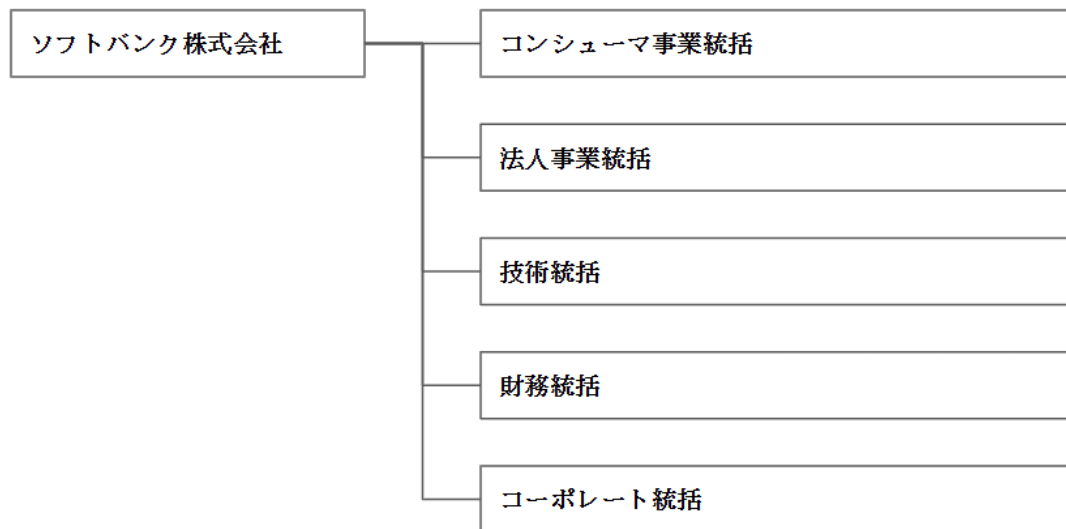 ソフトバンク株式会社
コンシューマ事業統括
法人事業統括
技術統括
財務統括
コーポレート統括